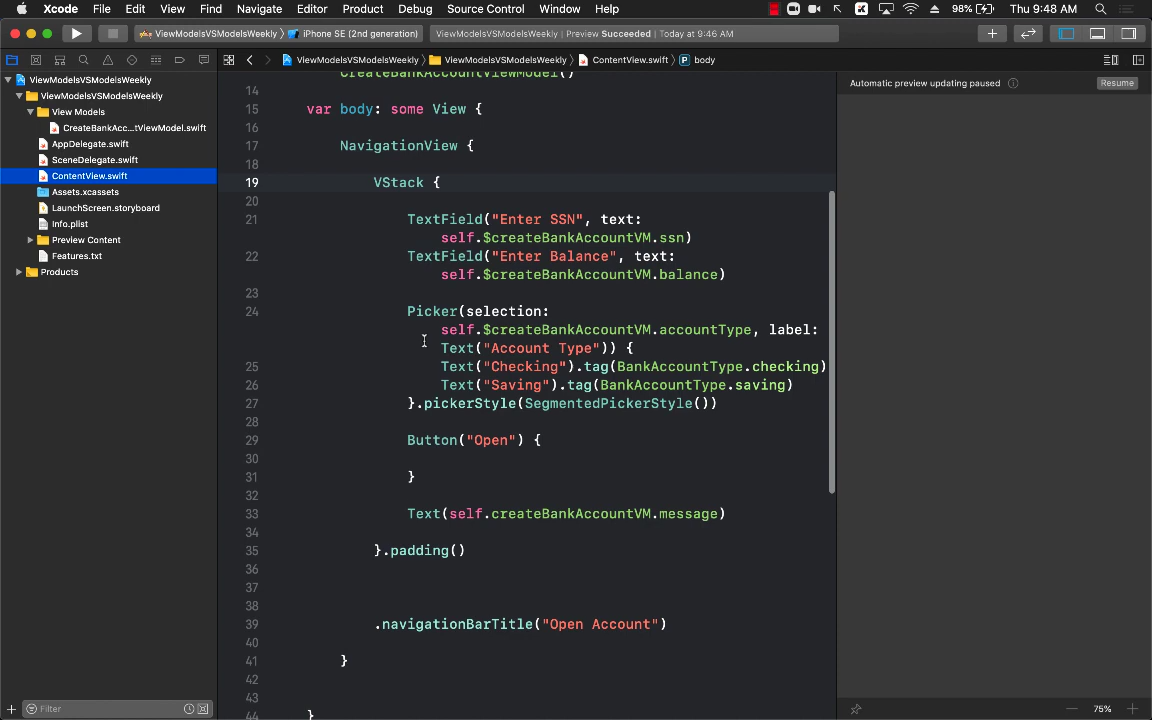 Xcode File Edit View Find Navigate Editor Product Debug Source Control Window Help 98% Thu 9:48 AM
ViewModelsVSModelsWeekly iPhone SE (2nd generation) ViewModelsVSModelsWeekly | Preview Succeeded | Today at 9:46 AM
ViewModelsVSModelsWeekly ViewModelsVSModelsWeekly ContentView.swift P body
ViewModelsVSModelsWeekly
ViewModelsVSModelsWeekly
View Models
CreateBankAcc...tViewModel.swift
AppDelegate.swift
SceneDelegate.swift
ContentView.swift
Assets.xcassets
LaunchScreen.storyboard
Info.plist
Preview Content
Features.txt
Products
Filter
CreateBankAccountViewModel()
14
15 var body: some View {
16
17 NavigationView {
18
19 VStack {
20
21 TextField("Enter SSN", text:
self.$createBankAccountVM.ssn)
22 TextField("Enter Balance", text:
self.$createBankAccountVM.balance)
23
24 Picker(selection:
self.$createBankAccountVM.accountType, label:
Text("Account Type")) {
25 Text("Checking").tag(BankAccountType.checking)
26 Text("Saving").tag(BankAccountType.saving)
27 }.pickerStyle(SegmentedPickerStyle())
28
29 Button("Open") {
30
31 }
32
33 Text(self.createBankAccountVM.message)
34
35 }.padding()
36
37
38
39 .navigationBarTitle("Open Account")
40
41 }
42
43
44 }
Automatic preview updating paused Resume
75%